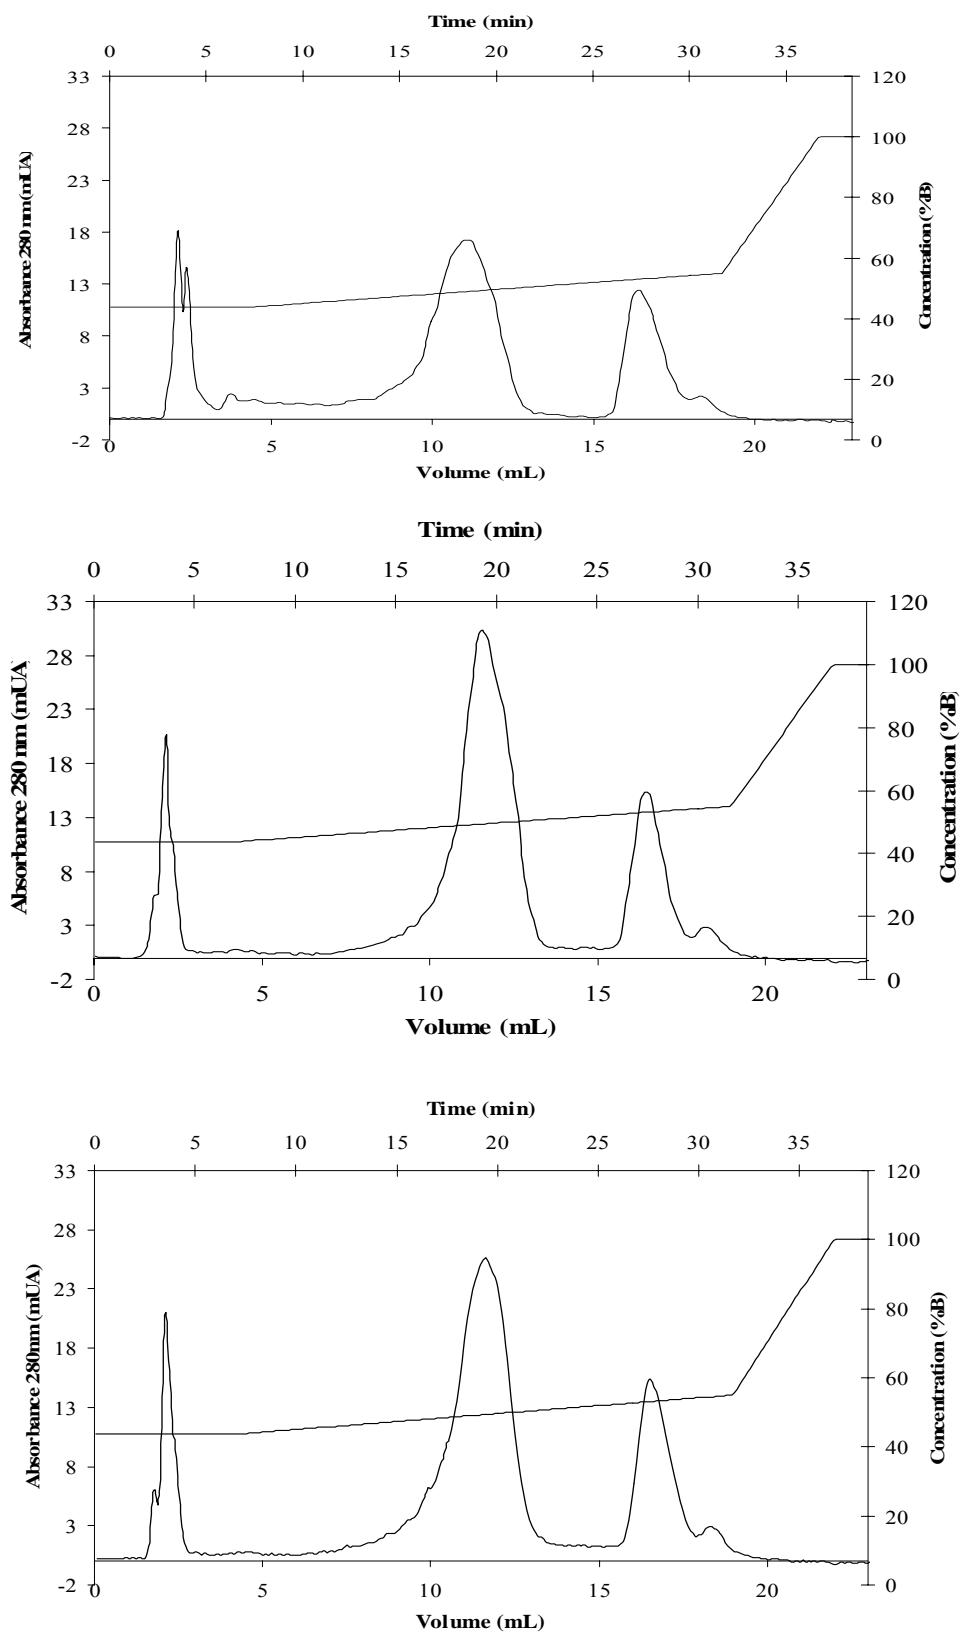 Time (min)
0 5 10 15 20 25 30 35
33 120
28 100
23 80
18 60
13 40
8 20
3 0
-2
Absorbance 280 nm (mUA)
Concentration (%B)
0 5 10 15 20
Volume (mL)
Time (min)
0 5 10 15 20 25 30 35
33 120
28 100
23 80
18 60
13 40
8 20
3 0
-2
Absorbance 280 nm (mUA)
Concentration (%B)
0 5 10 15 20
Volume (mL)
Time (min)
0 5 10 15 20 25 30 35
33 120
28 100
23 80
18 60
13 40
8 20
3 0
-2
Absorbance 280nm (mUA)
Concentration (%B)
0 5 10 15 20
Volume (mL)